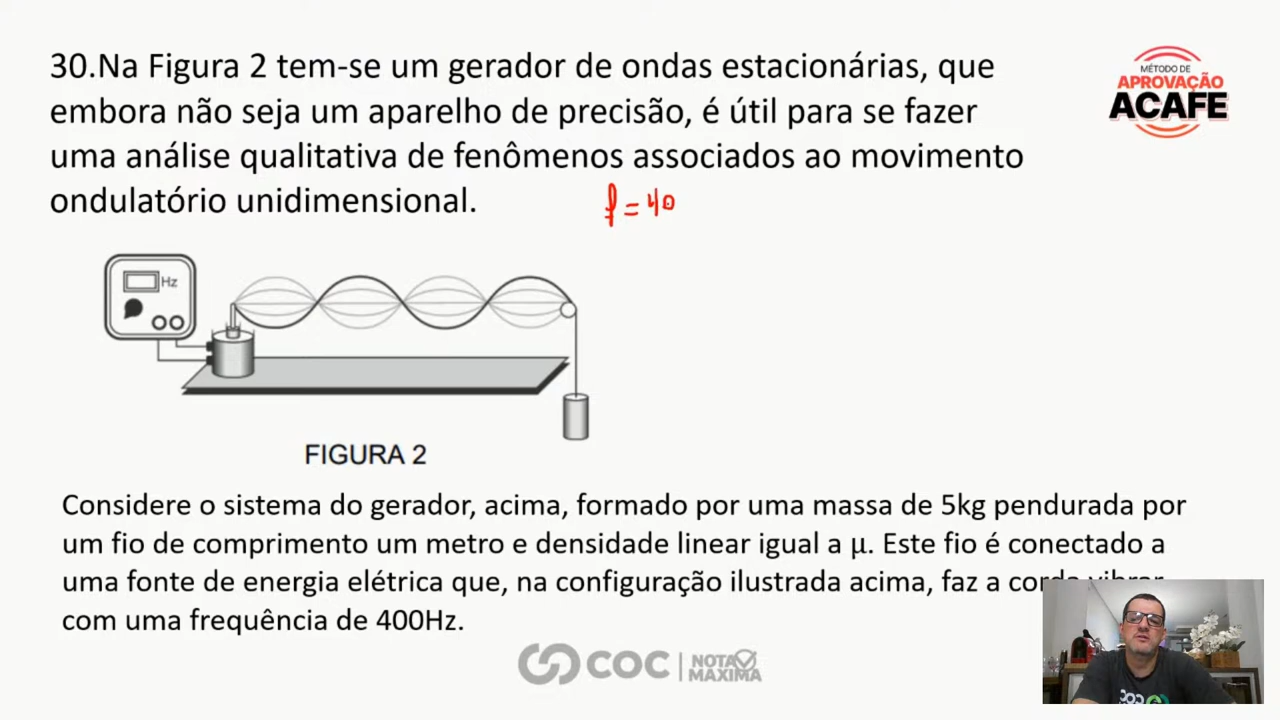 30.Na Figura 2 tem-se um gerador de ondas estacionárias, que
embora não seja um aparelho de precisão, é útil para se fazer
uma análise qualitativa de fenômenos associados ao movimento
ondulatório unidimensional.
f = 40
MÉTODO DE
APROVAÇÃO
ACAFE
Hz
FIGURA 2
Considere o sistema do gerador, acima, formado por uma massa de 5kg pendurada por
um fio de comprimento um metro e densidade linear igual a µ. Este fio é conectado a
uma fonte de energia elétrica que, na configuração ilustrada acima, faz a corda
com uma frequência de 400Hz.
COC
NOTA
MÁXIMA